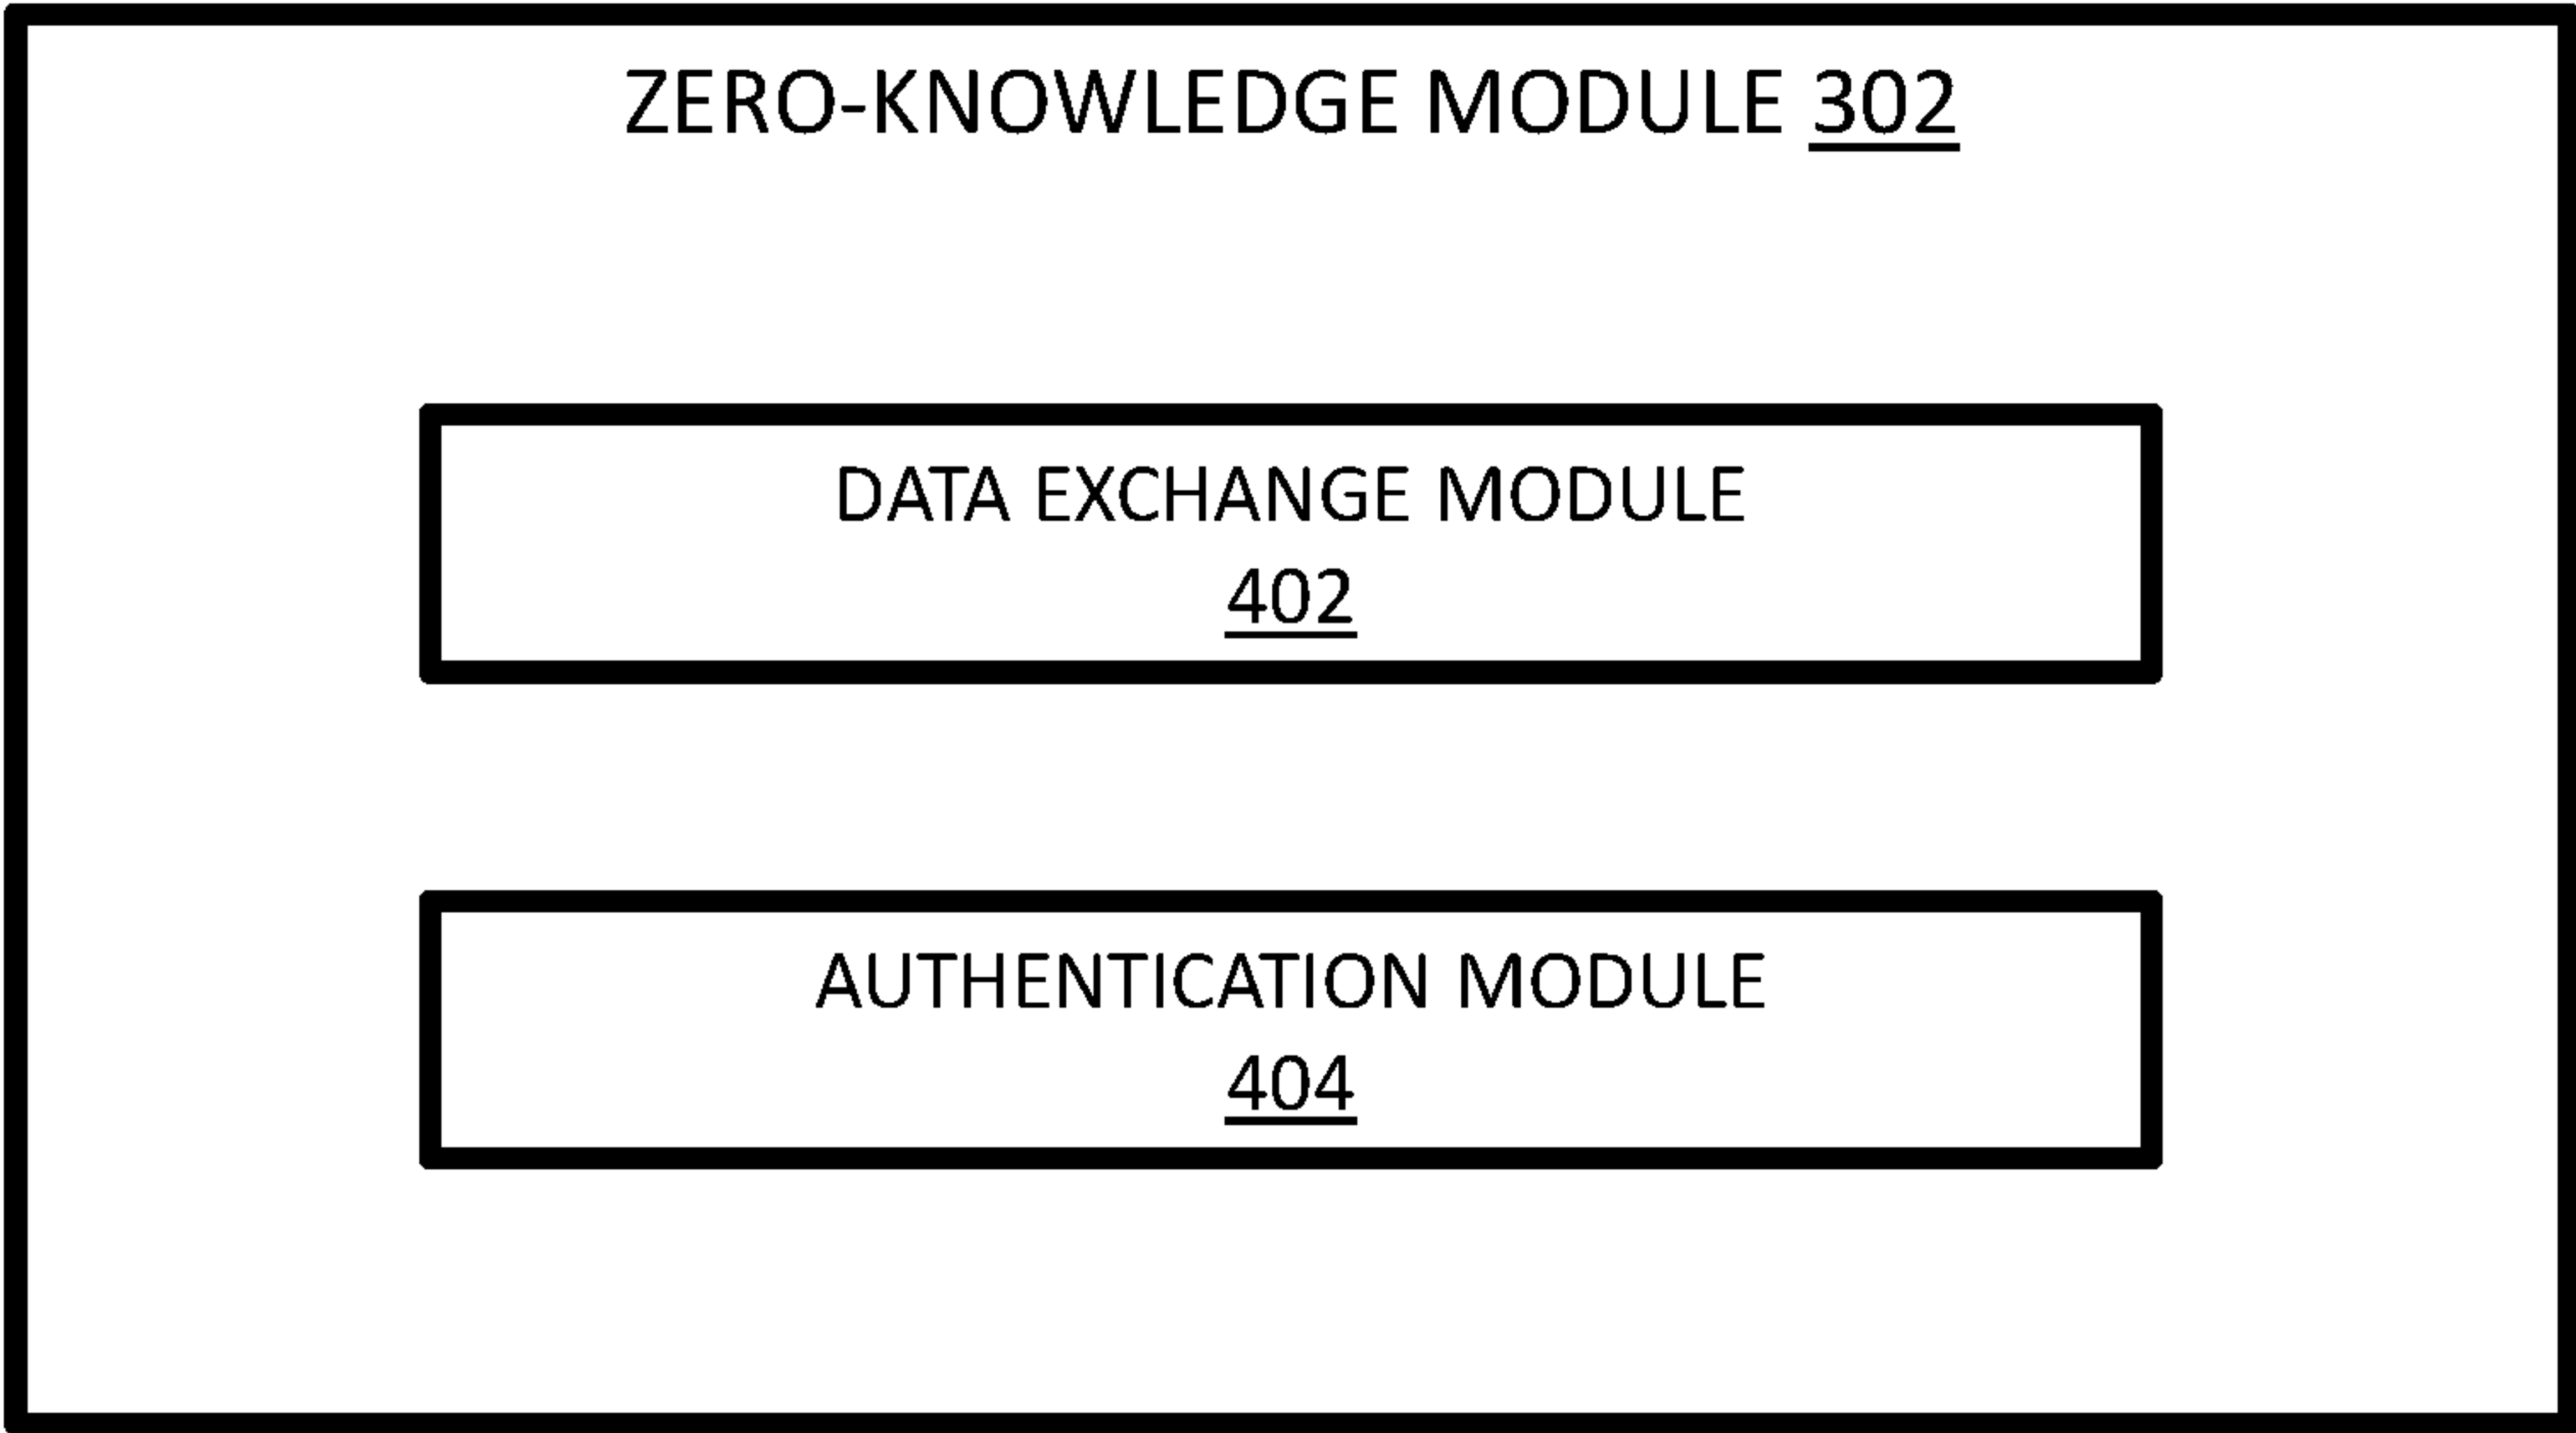 ZERO-KNOWLEDGE MODULE 302
DATA EXCHANGE MODULE
402
AUTHENTICATION MODULE
404